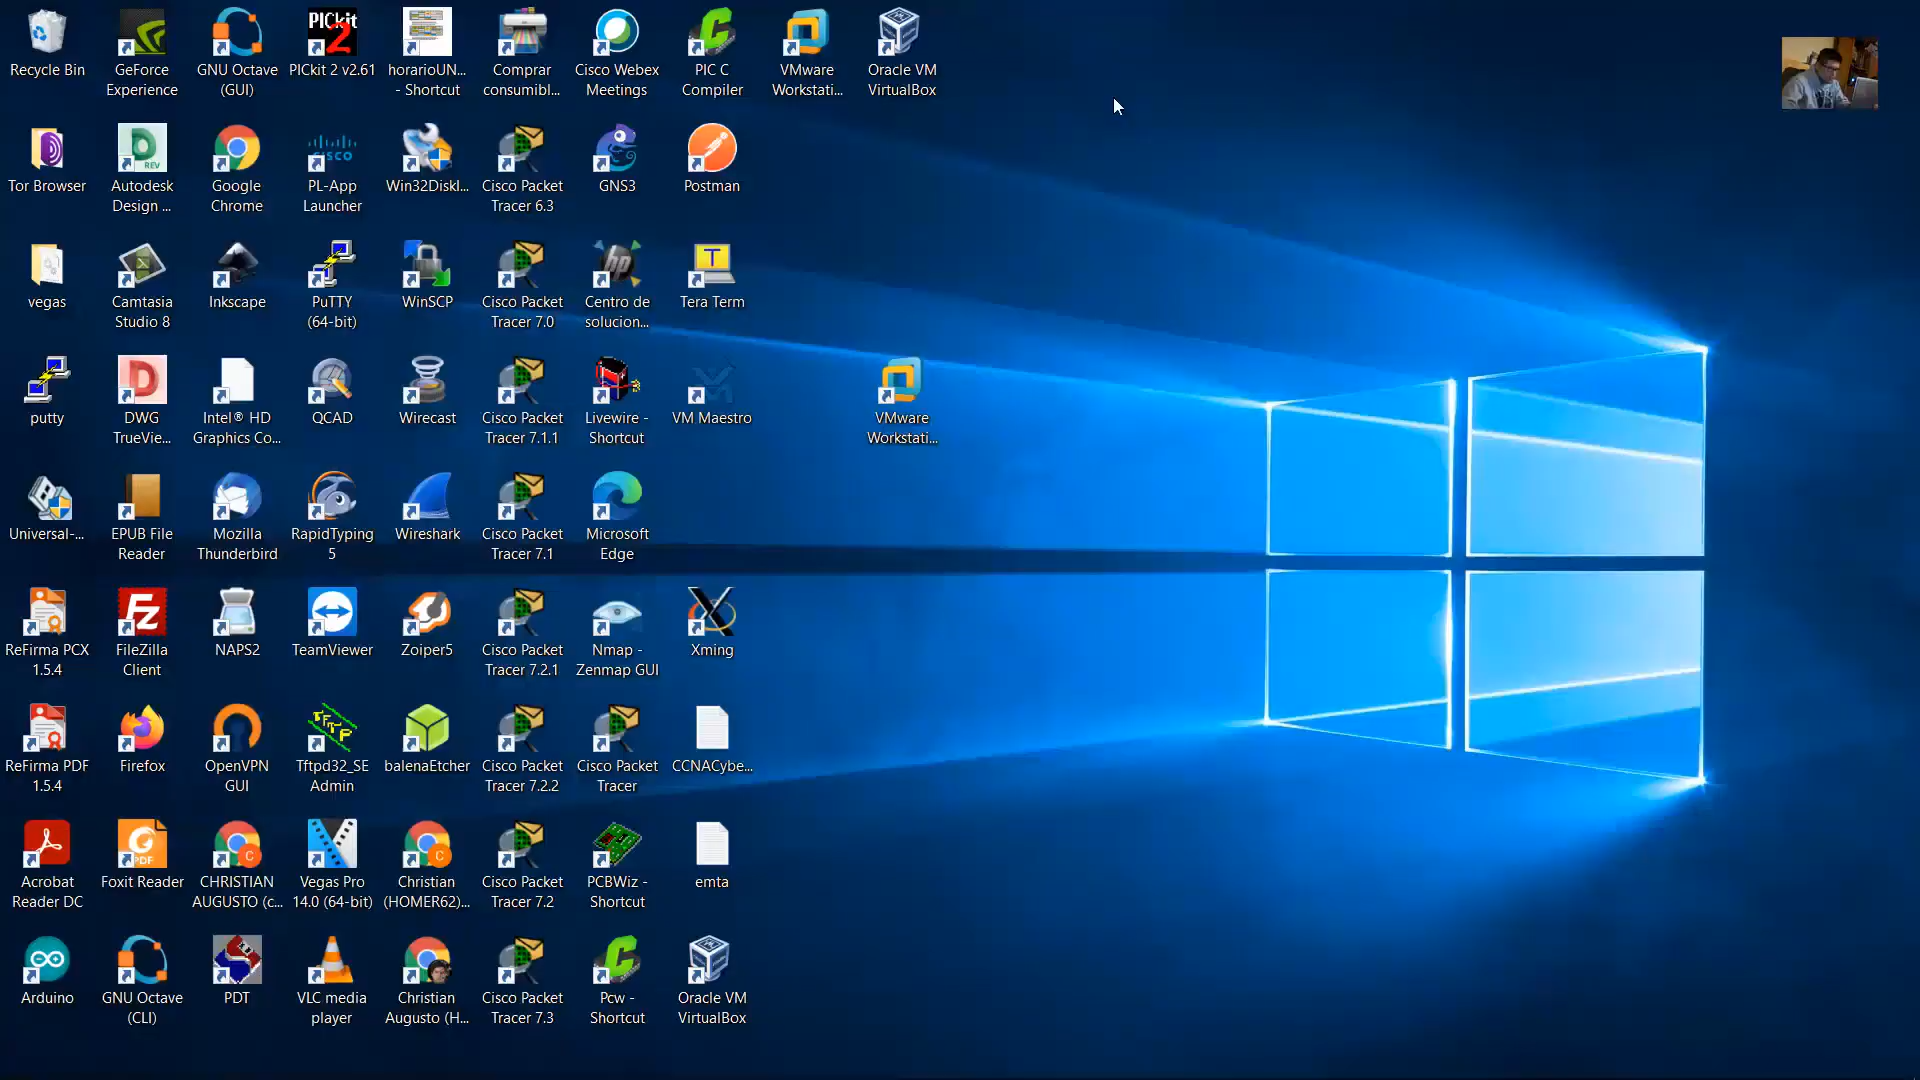 Recycle Bin
GeForce
Experience
GNU Octave
(GUI)
PICkit
2
PICkit 2 v2.61
horarioUN...
- Shortcut
Comprar
consumibl...
Cisco Webex
Meetings
PIC C
Compiler
VMware
Workstati...
Oracle VM
VirtualBox
Tor Browser
REV
Autodesk
Design ...
Google
Chrome
CISCO
PL-App
Launcher
Win32DiskI...
Cisco Packet
Tracer 6.3
GNS3
Postman
vegas
Camtasia
Studio 8
Inkscape
PuTTY
(64-bit)
WinSCP
Cisco Packet
Tracer 7.0
hp
Centro de
solucion...
T
Tera Term
putty
D
DWG
TrueVie...
Intel® HD
Graphics Co...
QCAD
Wirecast
Cisco Packet
Tracer 7.1.1
Livewire -
Shortcut
VM Maestro
VMware
Workstati...
Universal-...
EPUB File
Reader
Mozilla
Thunderbird
RapidTyping
5
Wireshark
Cisco Packet
Tracer 7.1
Microsoft
Edge
ReFirma PCX
1.5.4
FZ
FileZilla
Client
NAPS2
TeamViewer
Zoiper5
Cisco Packet
Tracer 7.2.1
Nmap -
Zenmap GUI
Xming
ReFirma PDF
1.5.4
Firefox
OpenVPN
GUI
TFTP
Tftpd32_SE
Admin
balenaEtcher
Cisco Packet
Tracer 7.2.2
Cisco Packet
Tracer
CCNACybe...
Acrobat
Reader DC
PDF
Foxit Reader
C
CHRISTIAN
AUGUSTO (c...
Vegas Pro
14.0 (64-bit)
C
Christian
(HOMER62)...
Cisco Packet
Tracer 7.2
PCBWiz -
Shortcut
emta
Arduino
GNU Octave
(CLI)
PDT
VLC media
player
Christian
Augusto (H...
Cisco Packet
Tracer 7.3
Pcw -
Shortcut
Oracle VM
VirtualBox